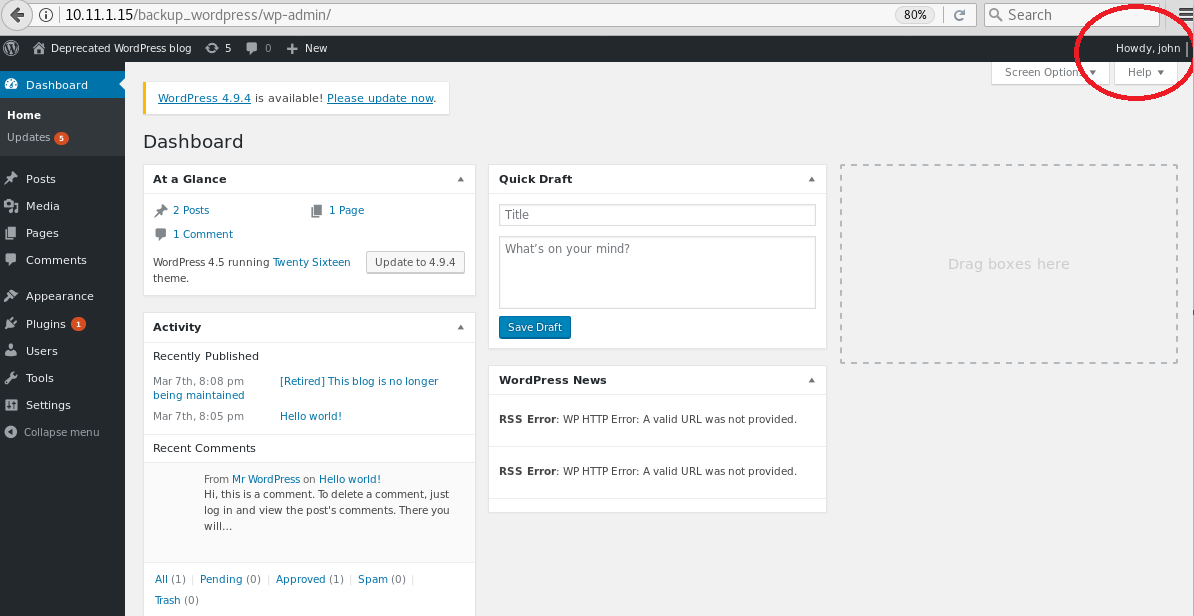 10.11.1.15/backup_wordpress/wp-admin/ 80% Search
Deprecated WordPress blog 5 0 New Howdy, john
Screen Options Help
Dashboard
Home
Updates 5
Posts
Media
Pages
Comments
Appearance
Plugins 1
Users
Tools
Settings
Collapse menu
WordPress 4.9.4 is available! Please update now.
Dashboard
At a Glance
2 Posts 1 Page
1 Comment
WordPress 4.5 running Twenty Sixteen
theme.
Update to 4.9.4
Activity
Recently Published
Mar 7th, 8:08 pm [Retired] This blog is no longer
being maintained
Mar 7th, 8:05 pm Hello world!
Recent Comments
From Mr WordPress on Hello world!
Hi, this is a comment. To delete a comment, just
log in and view the post's comments. There you
will...
All (1) | Pending (0) | Approved (1) | Spam (0) |
Trash (0)
Quick Draft
Title
What's on your mind?
Save Draft
WordPress News
RSS Error: WP HTTP Error: A valid URL was not provided.
RSS Error: WP HTTP Error: A valid URL was not provided.
Drag boxes here